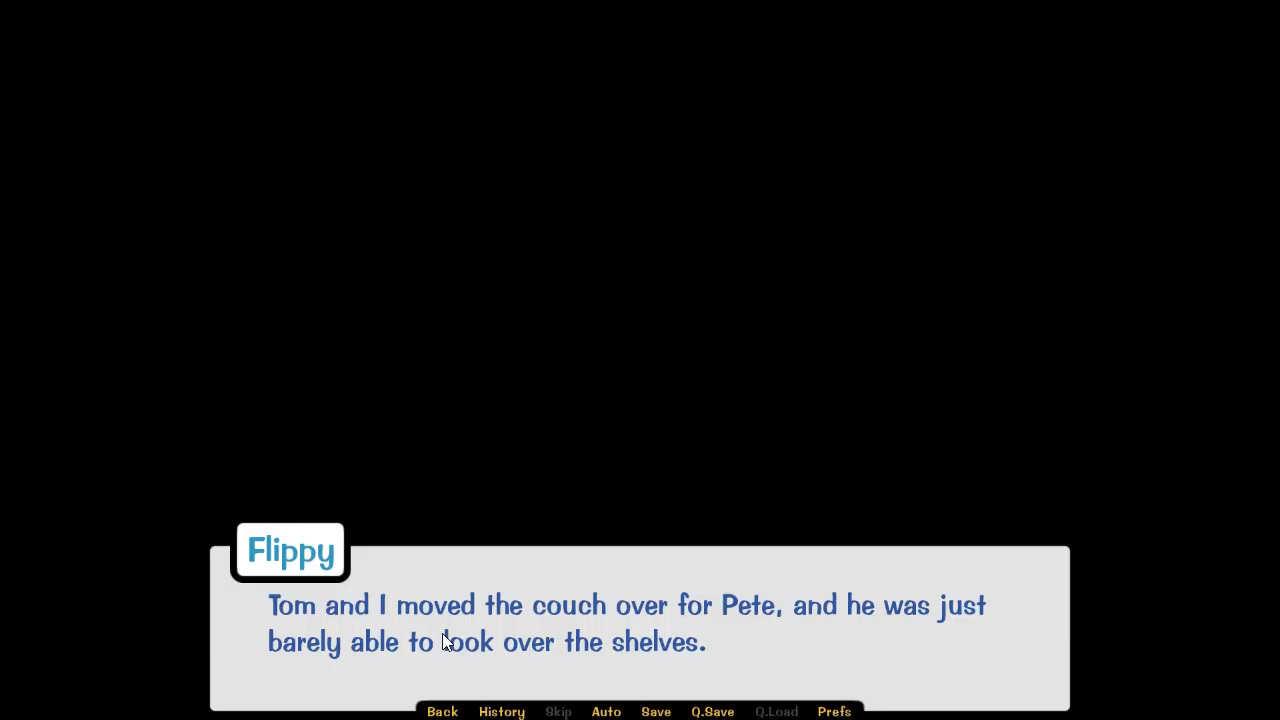 Flippy
Tom and I moved the couch over for Pete, and he was just
barely able to look over the shelves.
Back History Skip Auto Save Q.Save Q.Load Prefs